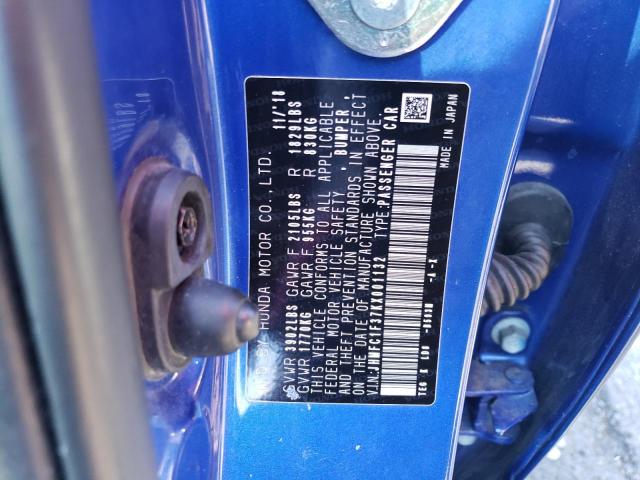 MFD.BY HONDA MOTOR CO.,LTD. 11/'18
GVWR 3902LBS GAWR F 2105LBS R 1829LBS
GVWR 1770KG GAWR F 955KG R 830KG
THIS VEHICLE CONFORMS TO ALL APPLICABLE
FEDERAL MOTOR VEHICLE SAFETY , BUMPER ,
AND THEFT PREVENTION STANDARDS IN EFFECT
ON THE DATE OF MANUFACTURE SHOWN ABOVE.
V.I.N: TYPE:PASSENGER CAR
TEG X -A-X
MADE IN JAPAN